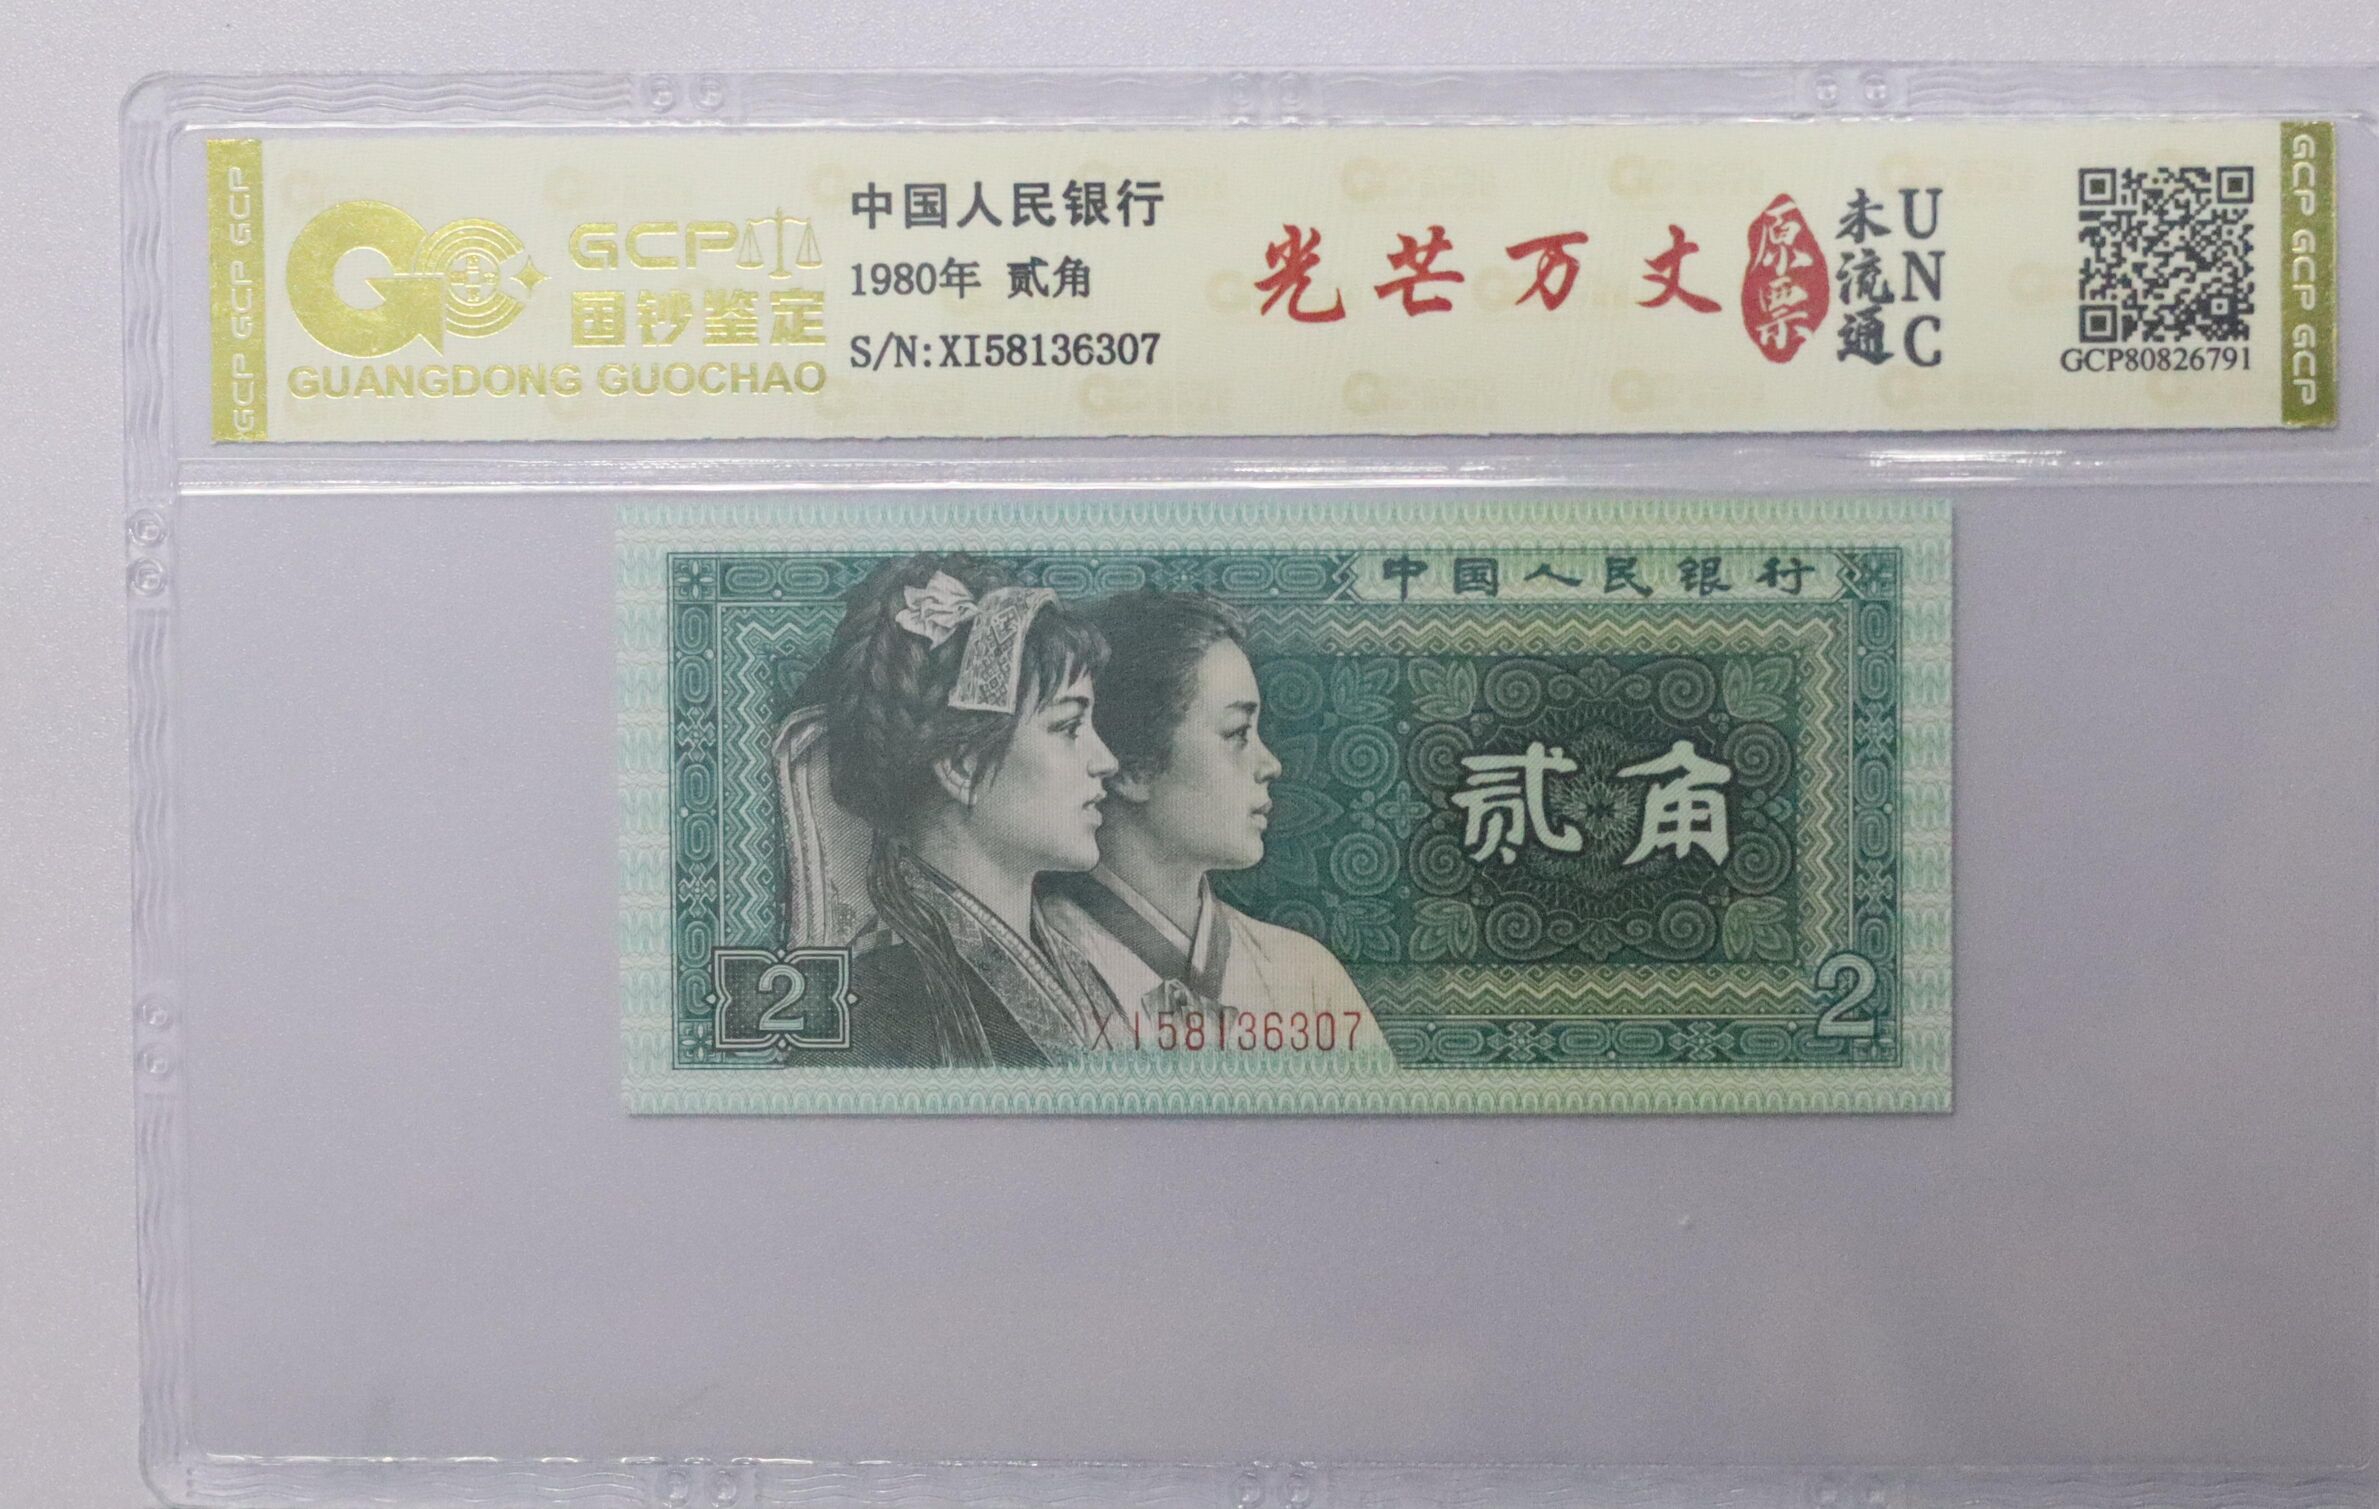 GCP GCP GCP
GCP
国钞鉴定
GUANGDONG GUOCHAO
中国人民银行
1980年 贰角
S/N:XI58136307
光芒万丈
原票
未流通
UNC
GCP80826791
GCP GCP GCP
中国人民银行
贰角
2
XI58136307
2